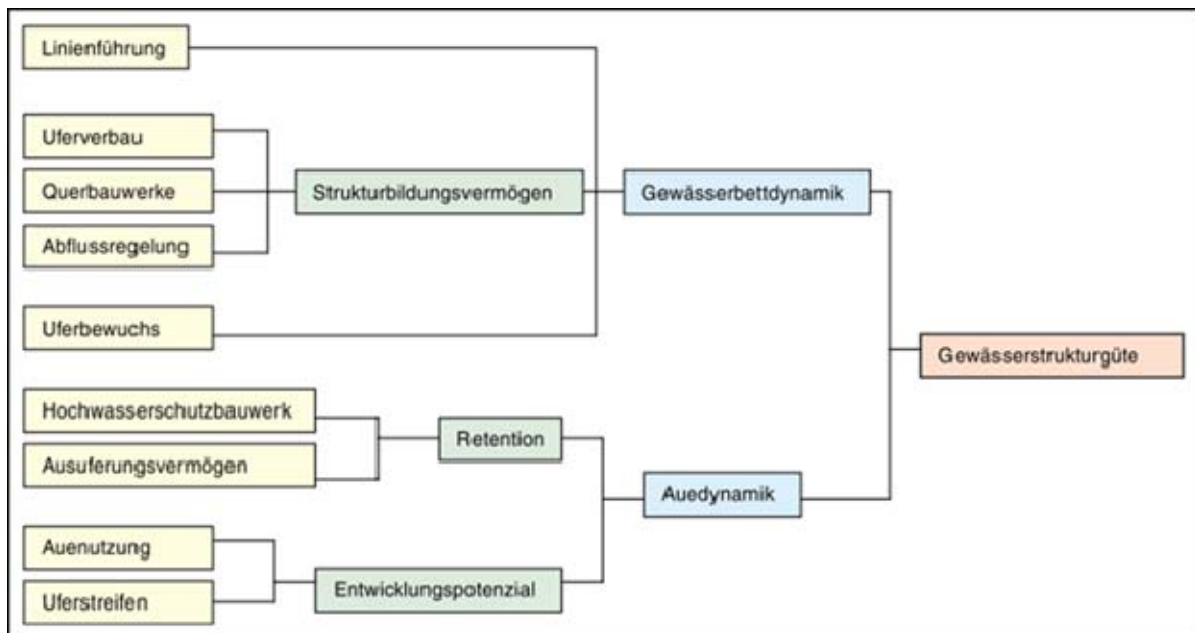 Linienführung
Uferverbau
Querbauwerke
Abflussregelung
Uferbewuchs
Hochwasserschutzbauwerk
Ausuferungsvermögen
Auenutzung
Uferstreifen
Strukturbildungsvermögen
Retention
Entwicklungspotenzial
Gewässerbettdynamik
Auedynamik
Gewässerstrukturgüte